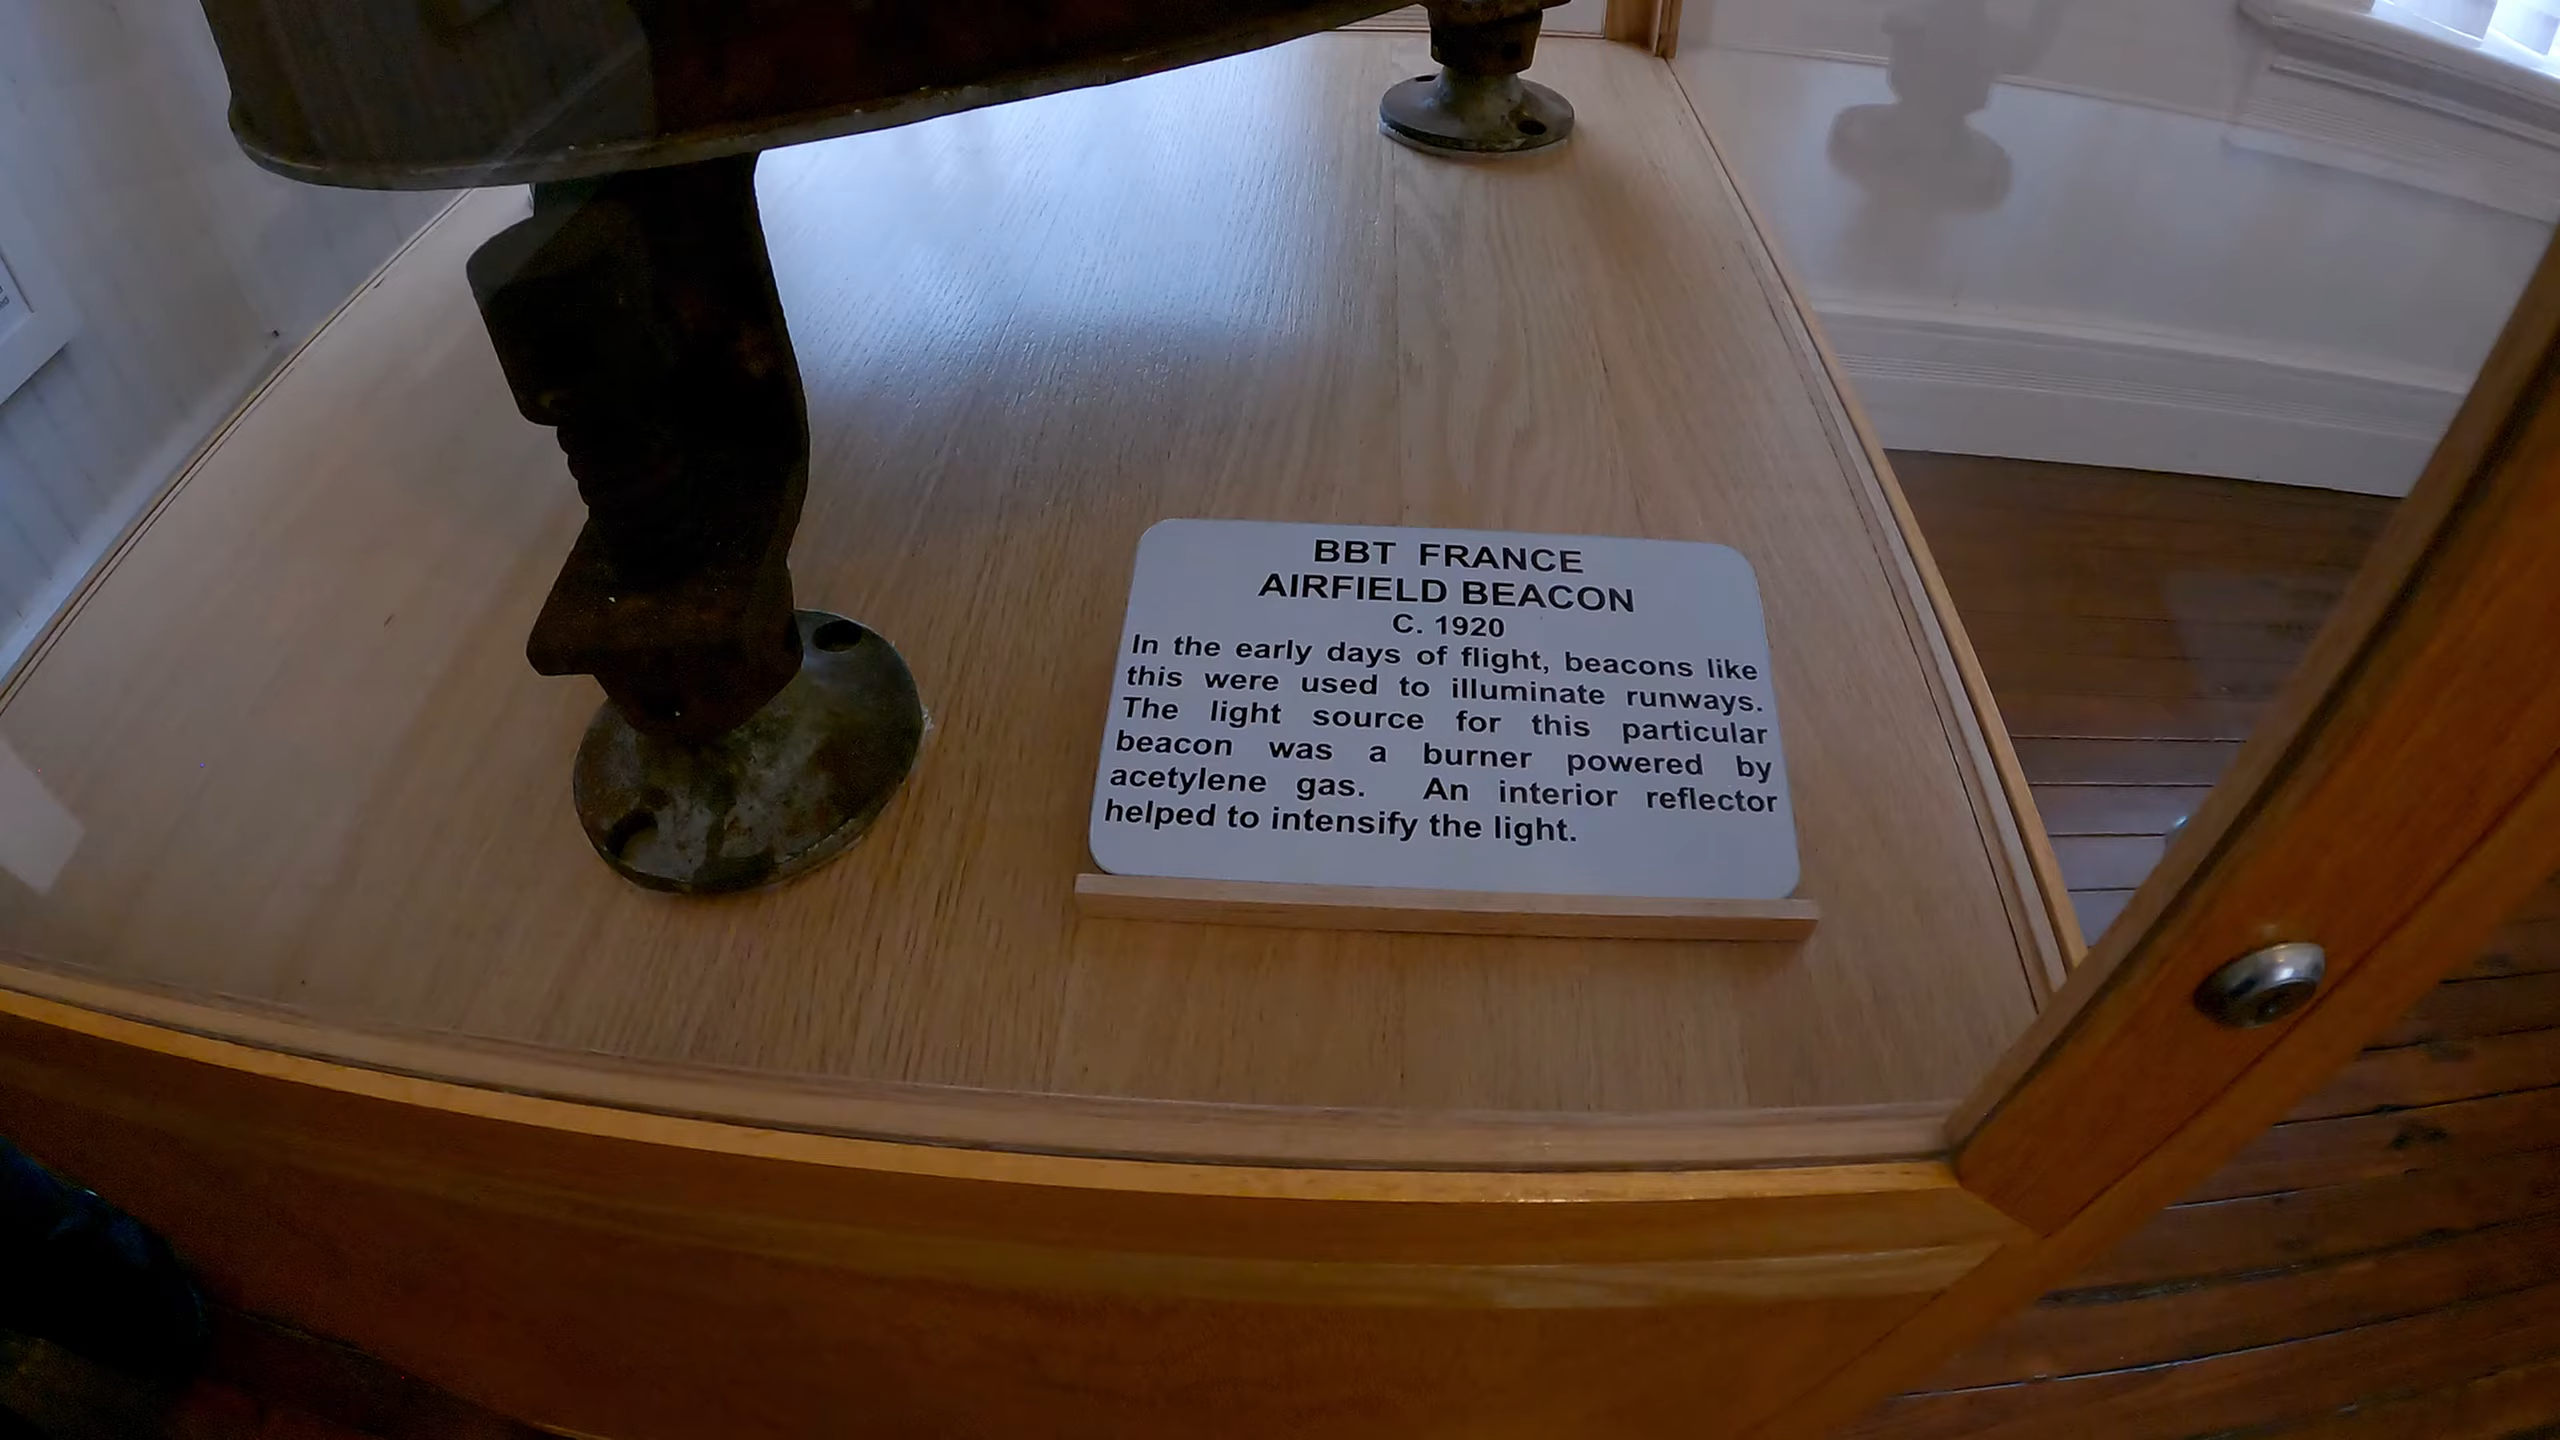 BBT FRANCE
AIRFIELD BEACON
C. 1920
In the early days of flight, beacons like
this were used to illuminate runways.
The light source for this particular
beacon was a burner powered by
acetylene gas. An interior reflector
helped to intensify the light.